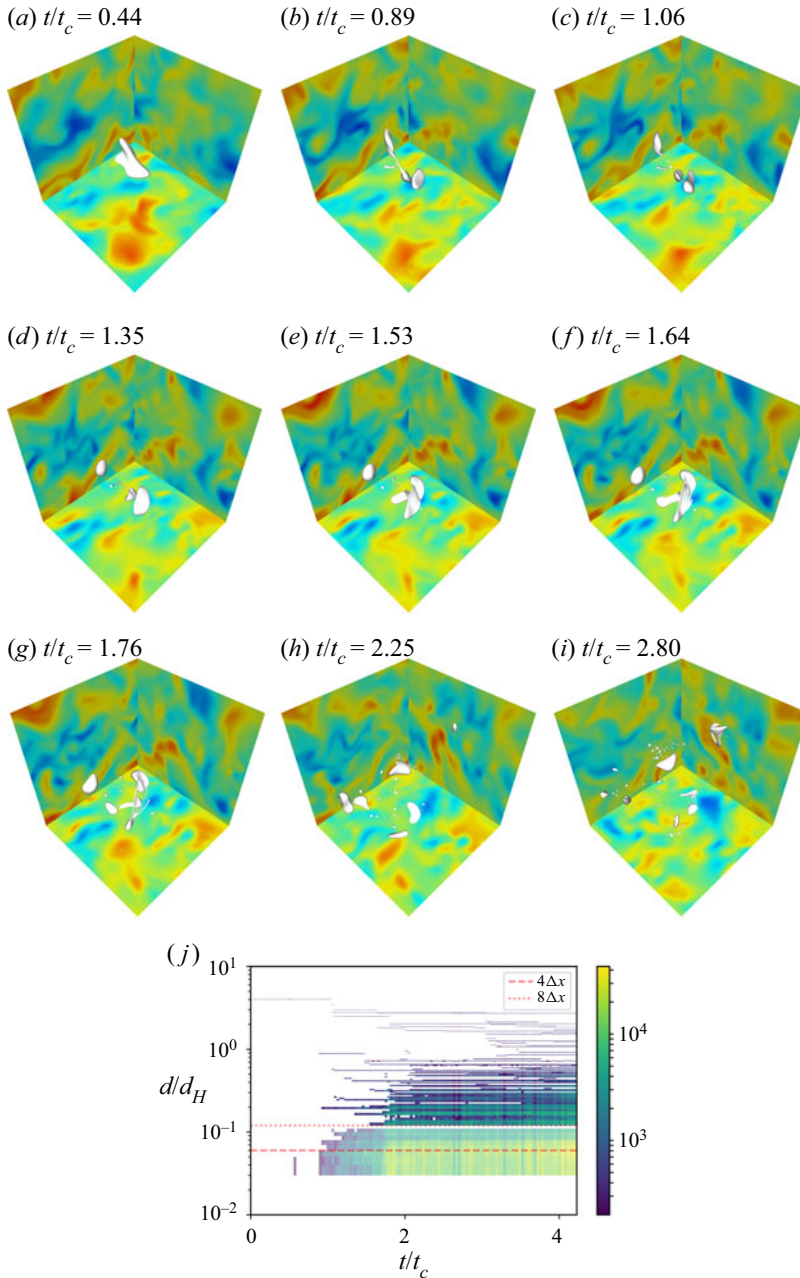 (a) t/t_c = 0.44
(b) t/t_c = 0.89
(c) t/t_c = 1.06
(d) t/t_c = 1.35
(e) t/t_c = 1.53
(f) t/t_c = 1.64
(g) t/t_c = 1.76
(h) t/t_c = 2.25
(i) t/t_c = 2.80
(j)
10^1
10^0
10^–1
10^–2
d/d_H
4Δx
8Δx
10^4
10^3
0 2 4
t/t_c